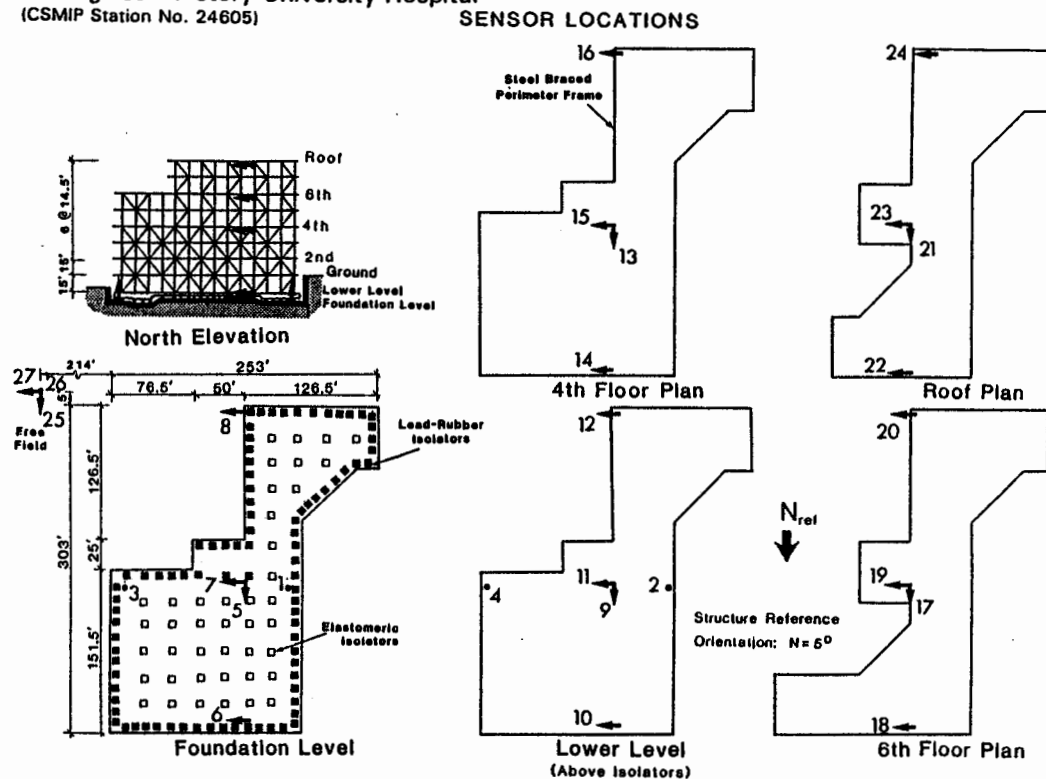 (CSMIP Station No. 24605)
SENSOR LOCATIONS
16
Steel Braced
Perimeter Frame
15
13
14
4th Floor Plan
24
23
21
22
Roof Plan
Roof
6th
4th
2nd
Ground
Lower Level
Foundation Level
6 @ 14.5'
15'
15'
North Elevation
214'
253'
76.5'
50'
126.5'
27
26
5'
25
Free
Field
8
Lead-Rubber
Isolators
126.5'
25'
303'
151.5'
3
7
5
1
Elastomeric
Isolators
6
Foundation Level
12
11
9
4
2
10
Lower Level
(Above Isolators)
Nref
Structure Reference
Orientation: N=5°
20
19
17
18
6th Floor Plan